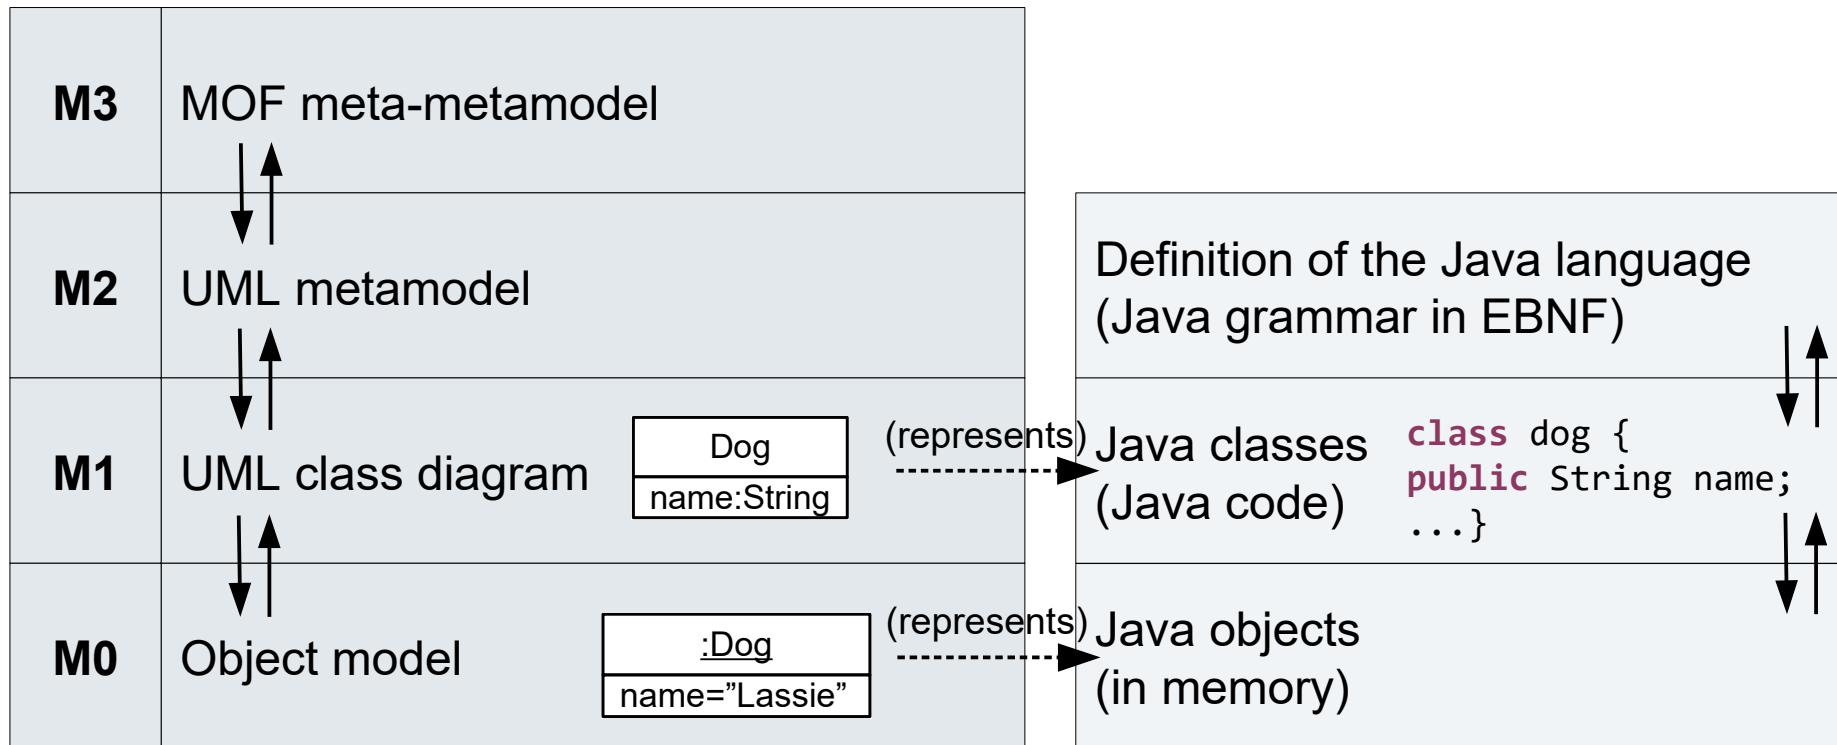 M3
MOF meta-metamodel
M2
UML metamodel
Definition of the Java language
(Java grammar in EBNF)
M1
UML class diagram
Dog
name:String
(represents)
Java classes
(Java code)
class dog {
public String name;
...}
M0
Object model
:Dog
name=”Lassie”
(represents)
Java objects
(in memory)